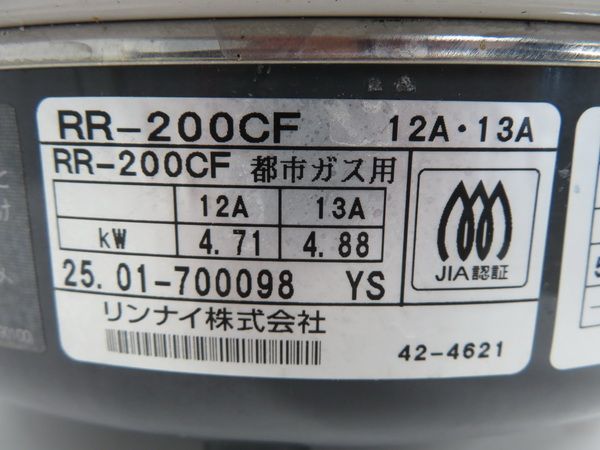 RR-200CF 12A・13A
RR-200CF 都市ガス用
12A 13A
kW 4.71 4.88
25.01-700098 YS
JIA認証
リンナイ株式会社
42-4621